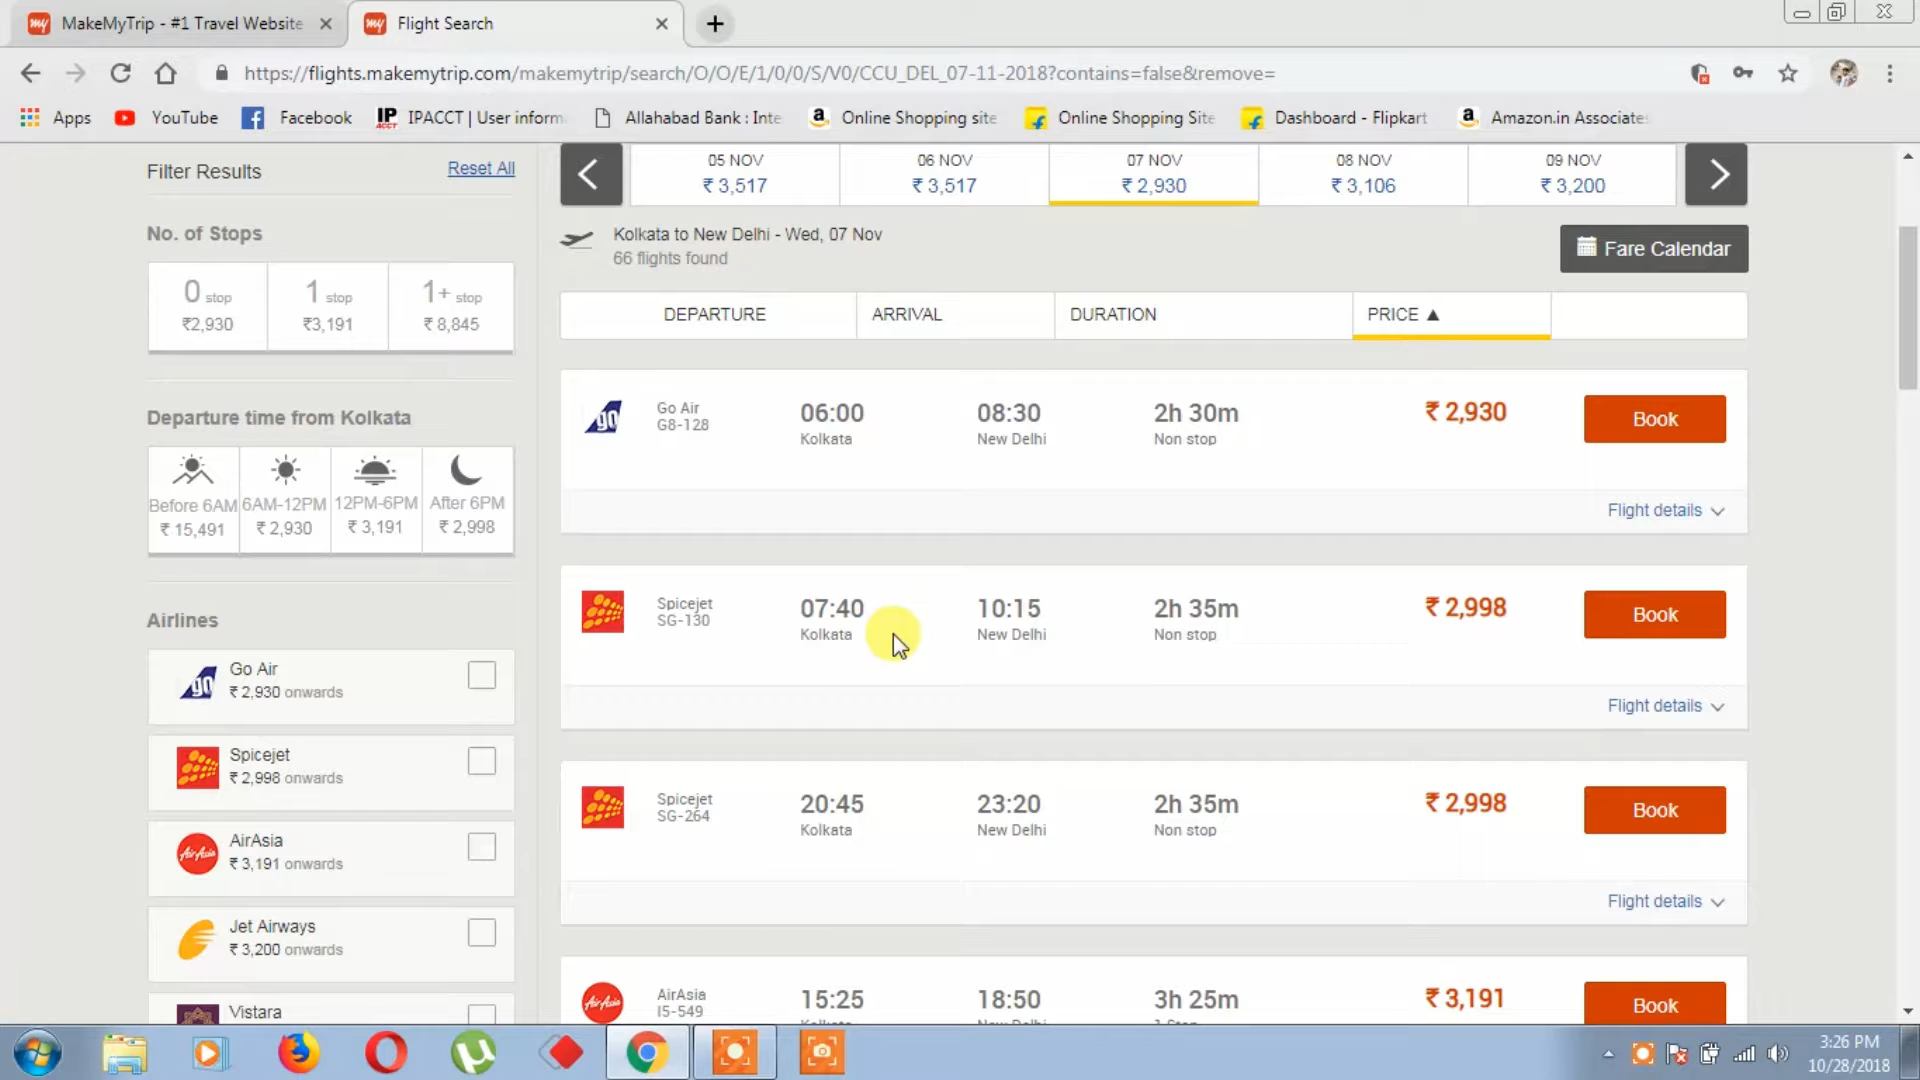 MakeMyTrip - #1 Travel Website
Flight Search
https://flights.makemytrip.com/makemytrip/search/O/O/E/1/0/0/S/V0/CCU_DEL_07-11-2018?contains=false&remove=
Apps
YouTube
Facebook
IPACCT | User inform
Allahabad Bank : Inte
Online Shopping site
Online Shopping Site
Dashboard - Flipkart
Amazon.in Associate
Filter Results
Reset All
05 NOV
₹ 3,517
06 NOV
₹ 3,517
07 NOV
₹ 2,930
08 NOV
₹ 3,106
09 NOV
₹ 3,200
Kolkata to New Delhi - Wed, 07 Nov
66 flights found
Fare Calendar
No. of Stops
0 stop
₹2,930
1 stop
₹3,191
1+ stop
₹ 8,845
Departure time from Kolkata
Before 6AM
₹ 15,491
6AM-12PM
₹ 2,930
12PM-6PM
₹ 3,191
After 6PM
₹ 2,998
Airlines
Go Air
₹ 2,930 onwards
Spicejet
₹ 2,998 onwards
AirAsia
₹ 3,191 onwards
Jet Airways
₹ 3,200 onwards
Vistara
DEPARTURE ARRIVAL DURATION PRICE ▲
go
Go Air
G8-128
06:00
Kolkata
08:30
New Delhi
2h 30m
Non stop
₹ 2,930
Book
Flight details
Spicejet
SG-130
07:40
Kolkata
10:15
New Delhi
2h 35m
Non stop
₹ 2,998
Book
Flight details
Spicejet
SG-264
20:45
Kolkata
23:20
New Delhi
2h 35m
Non stop
₹ 2,998
Book
Flight details
AirAsia
AirAsia
I5-549
15:25
Kolkata
18:50
New Delhi
3h 25m
1 Stop
₹ 3,191
Book
3:26 PM
10/28/2018